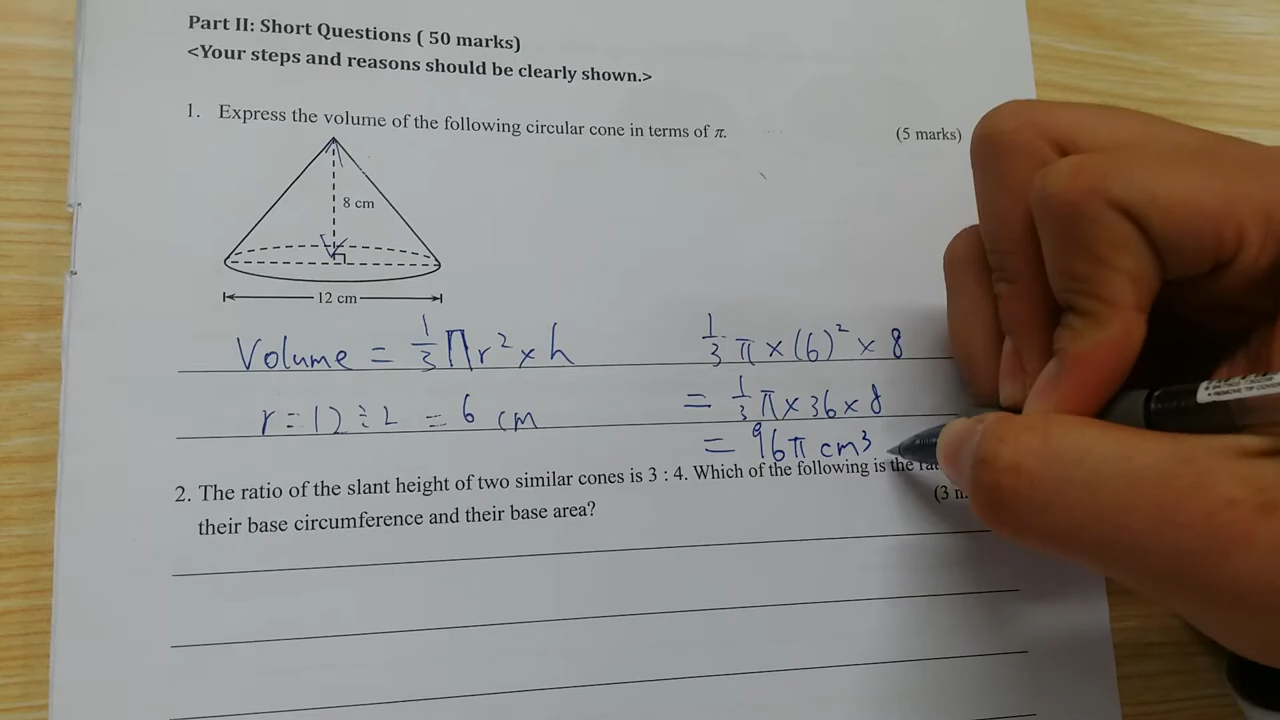 Part II: Short Questions ( 50 marks)
<Your steps and reasons should be clearly shown.>
1. Express the volume of the following circular cone in terms of π.
(5 marks)
8 cm
12 cm
Volume = 1/3 πr² × h
r = 12 ÷ 2 = 6 cm
1/3 π × (6)² × 8
= 1/3 π × 36 × 8
= 96π cm³
2. The ratio of the slant height of two similar cones is 3 : 4. Which of the following is the
their base circumference and their base area?
(3